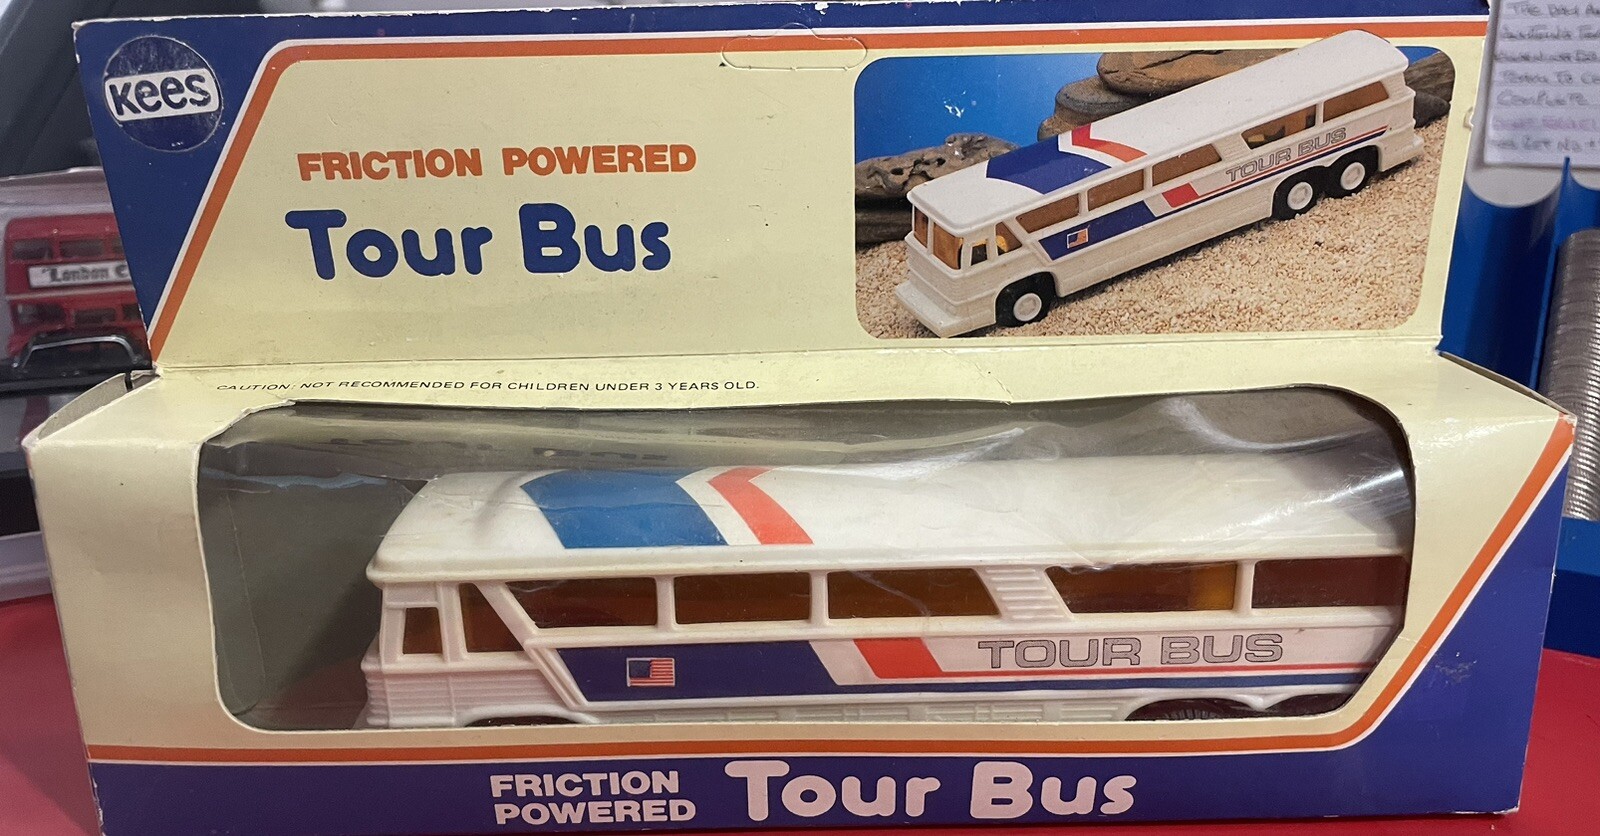 Kees
FRICTION POWERED
Tour Bus
TOUR BUS
CAUTION: NOT RECOMMENDED FOR CHILDREN UNDER 3 YEARS OLD.
TOUR BUS
FRICTION
POWERED
Tour Bus
London